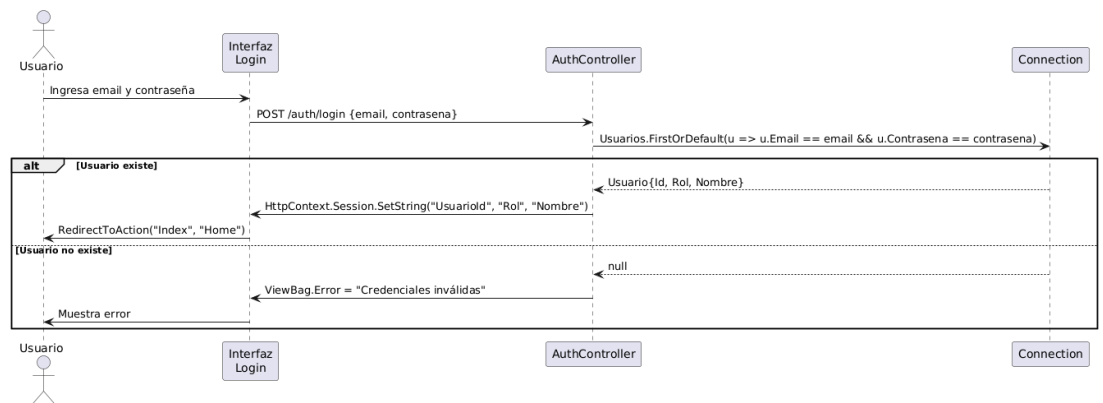 Usuario
Interfaz
Login
AuthController
Connection
Ingresa email y contraseña
POST /auth/login {email, contrasena}
Usuarios.FirstOrDefault(u => u.Email == email && u.Contrasena == contrasena)
alt [Usuario existe]
Usuario{Id, Rol, Nombre}
HttpContext.Session.SetString("UsuarioId", "Rol", "Nombre")
RedirectToAction("Index", "Home")
[Usuario no existe]
null
ViewBag.Error = "Credenciales inválidas"
Muestra error
Usuario
Interfaz
Login
AuthController
Connection